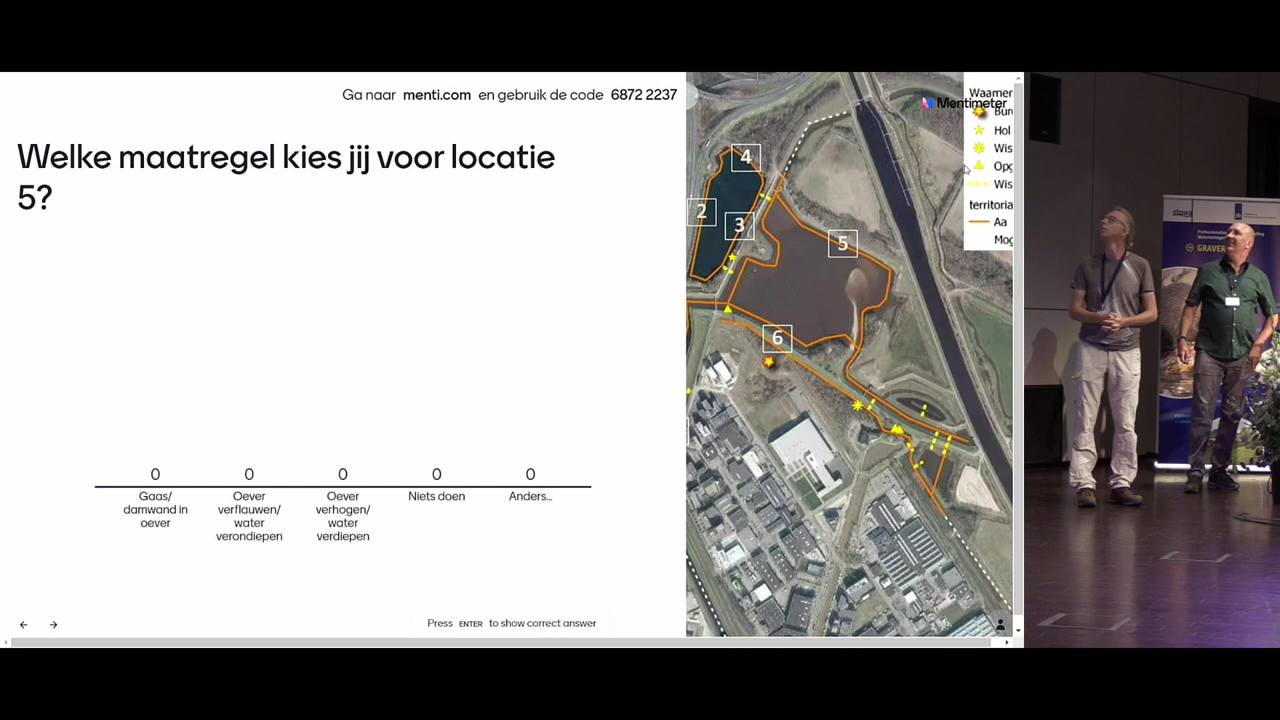 Ga naar menti.com en gebruik de code 6872 2237
Welke maatregel kies jij voor locatie
5?
0
0
0
0
0
Gaas/
damwand in
oever
Oever
verflauwen/
water
verondiepen
Oever
verhogen/
water
verdiepen
Niets doen
Anders...
Press ENTER to show correct answer
4
2
3
5
6
Mentimeter
Hol
Wis
Opg
Wis
territoria
Aa
Mog
stowa
GRAVER